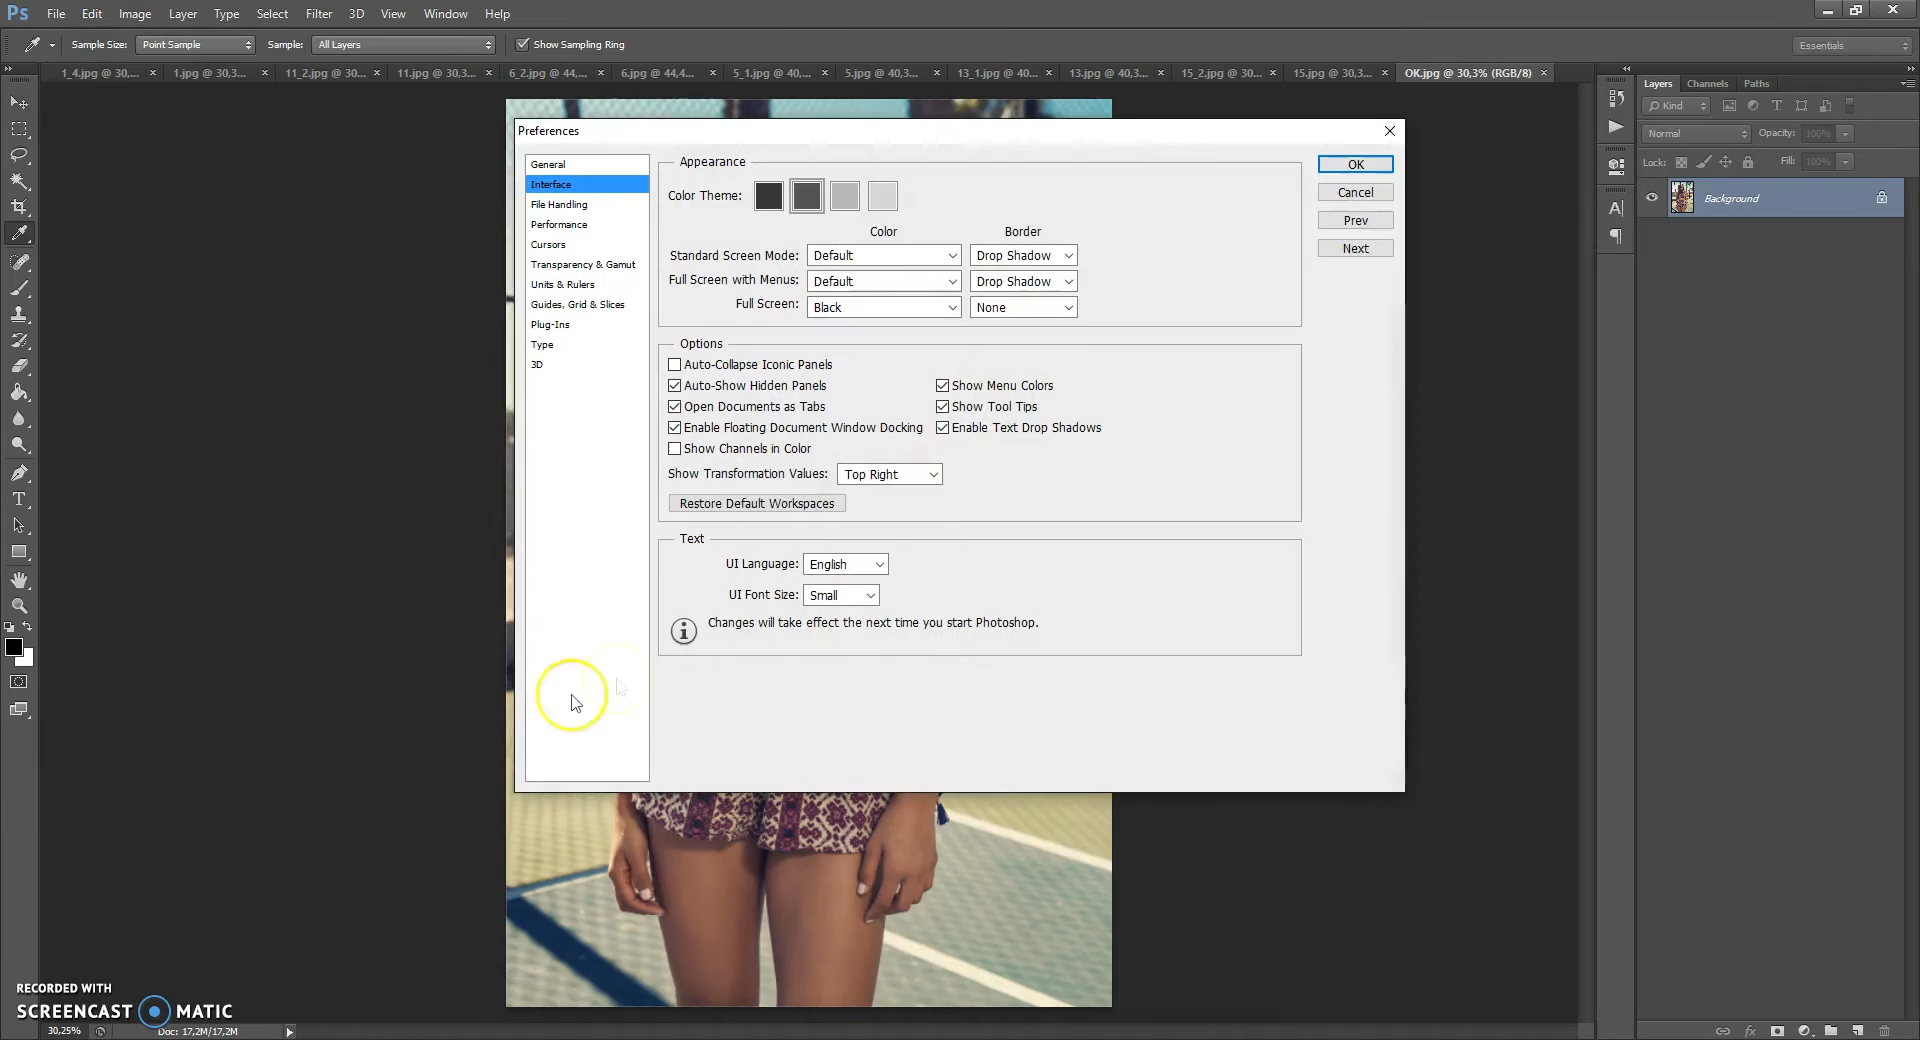 Ps File Edit Image Layer Type Select Filter 3D View Window Help
Sample Size: Point Sample Sample: All Layers Show Sampling Ring Essentials
1_4.jpg @ 30,... × 1.jpg @ 30,3... × 11_2.jpg @ 30... × 11.jpg @ 30,3... × 6_2.jpg @ 44,... × 6.jpg @ 44,4... × 5_1.jpg @ 40,... × 5.jpg @ 40,3... × 13_1.jpg @ 40... × 13.jpg @ 40,3... × 15_2.jpg @ 30... × 15.jpg @ 30,3... × OK.jpg @ 30,3% (RGB/8) ×
Layers Channels Paths
Kind
Normal Opacity: 100%
Lock: Fill: 100%
Background
Preferences
General
Interface
File Handling
Performance
Cursors
Transparency & Gamut
Units & Rulers
Guides, Grid & Slices
Plug-Ins
Type
3D
Appearance
Color Theme:
Color Border
Standard Screen Mode: Default Drop Shadow
Full Screen with Menus: Default Drop Shadow
Full Screen: Black None
Options
Auto-Collapse Iconic Panels
Auto-Show Hidden Panels Show Menu Colors
Open Documents as Tabs Show Tool Tips
Enable Floating Document Window Docking Enable Text Drop Shadows
Show Channels in Color
Show Transformation Values: Top Right
Restore Default Workspaces
Text
UI Language: English
UI Font Size: Small
Changes will take effect the next time you start Photoshop.
OK
Cancel
Prev
Next
RECORDED WITH
SCREENCAST MATIC
30,25% Doc: 17,2M/17,2M